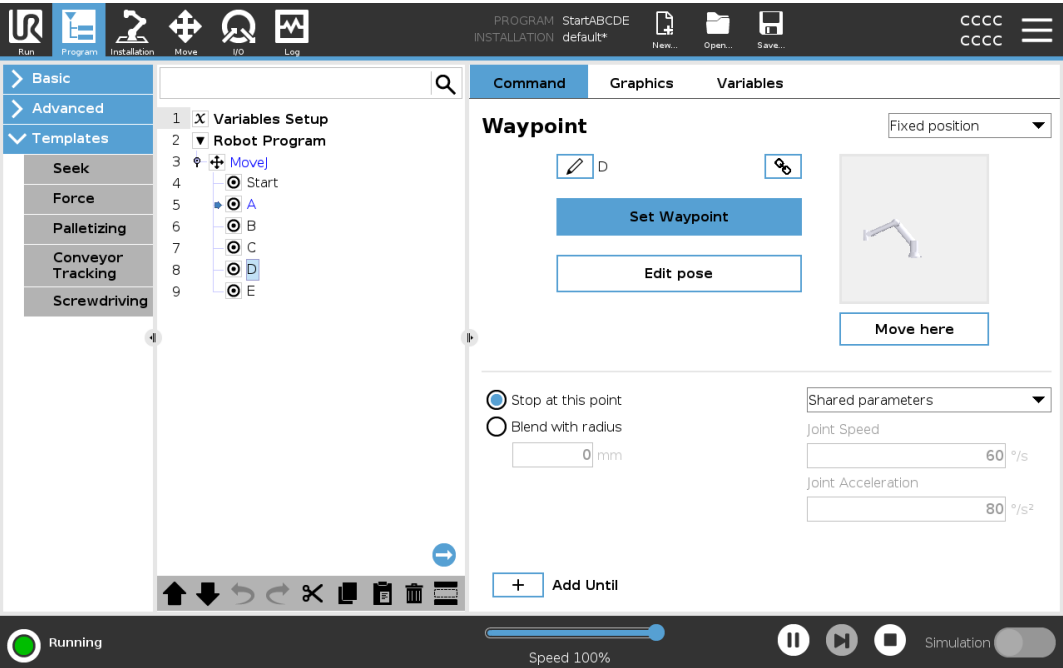 UR
PROGRAM StartABCDE
INSTALLATION default*
CCCC
CCCC
Run Program Installation Move I/O Log New... Open... Save...
Basic
Advanced
Templates
Seek
Force
Palletizing
Conveyor
Tracking
Screwdriving
1 X Variables Setup
2 Robot Program
3 MoveJ
4 Start
5 A
6 B
7 C
8 D
9 E
Command Graphics Variables
Waypoint
Fixed position
D
Set Waypoint
Edit pose
Move here
Stop at this point
Blend with radius
0 mm
Shared parameters
Joint Speed
60 °/s
Joint Acceleration
80 °/s²
+ Add Until
Running
Speed 100%
Simulation